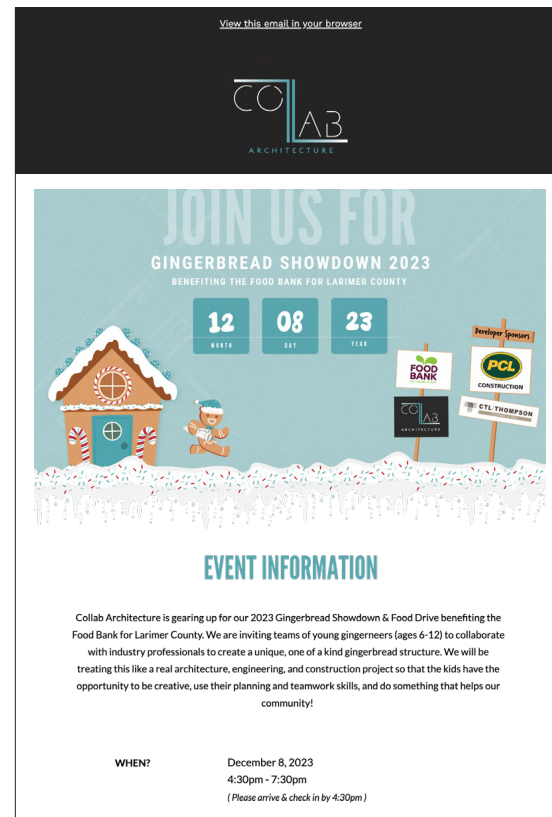 View this email in your browser
COLLAB
ARCHITECTURE
JOIN US FOR
GINGERBREAD SHOWDOWN 2023
BENEFITING THE FOOD BANK FOR LARIMER COUNTY
12 08 23
MONTH DAY YEAR
Developer Sponsors
FOOD
BANK
PCL
CONSTRUCTION
COLLAB
ARCHITECTURE
CTL|THOMPSON
EVENT INFORMATION
Collab Architecture is gearing up for our 2023 Gingerbread Showdown & Food Drive benefiting the
Food Bank for Larimer County. We are inviting teams of young gingerneers (ages 6-12) to collaborate
with industry professionals to create a unique, one of a kind gingerbread structure. We will be
treating this like a real architecture, engineering, and construction project so that the kids have the
opportunity to be creative, use their planning and teamwork skills, and do something that helps our
community!
WHEN? December 8, 2023
4:30pm - 7:30pm
( Please arrive & check in by 4:30pm )